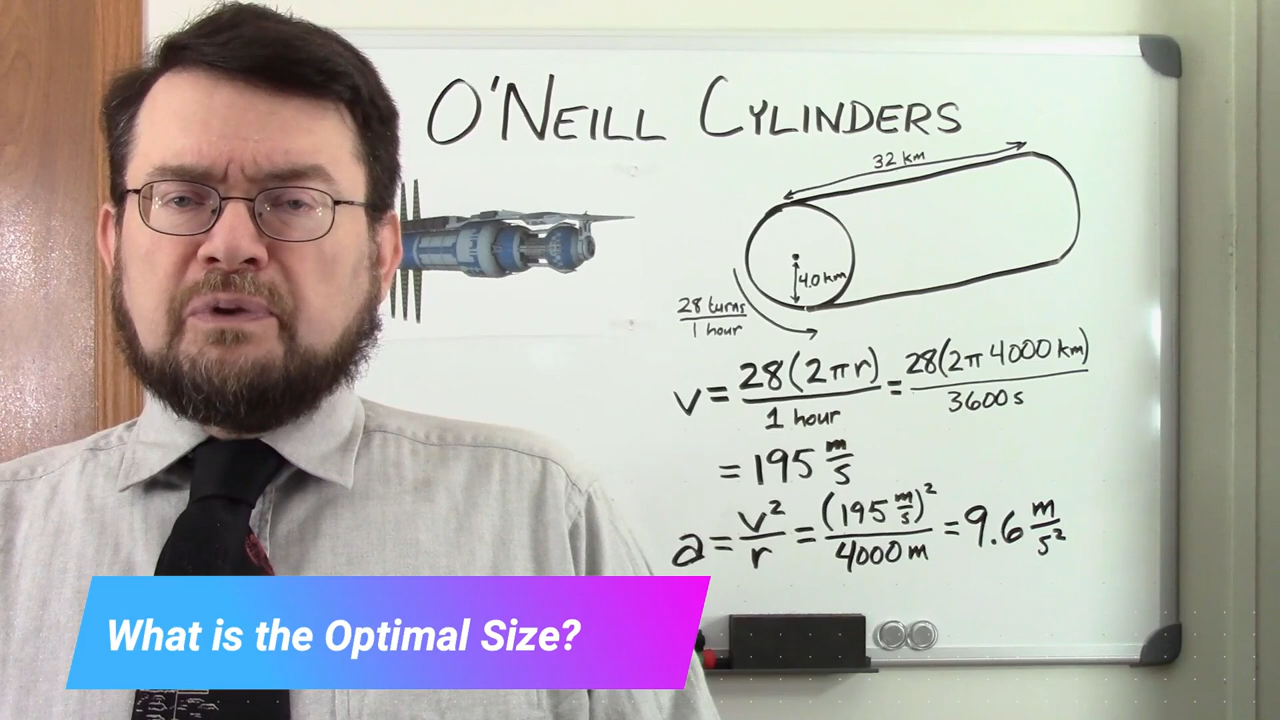 O'NEILL CYLINDERS
32 km
4.0 km
28 turns
1 hour
v = 28(2πr) / 1 hour = 28(2π 4000 km) / 3600 s
= 195 m/s
a = v²/r = (195 m/s)² / 4000 m = 9.6 m/s²
What is the Optimal Size?